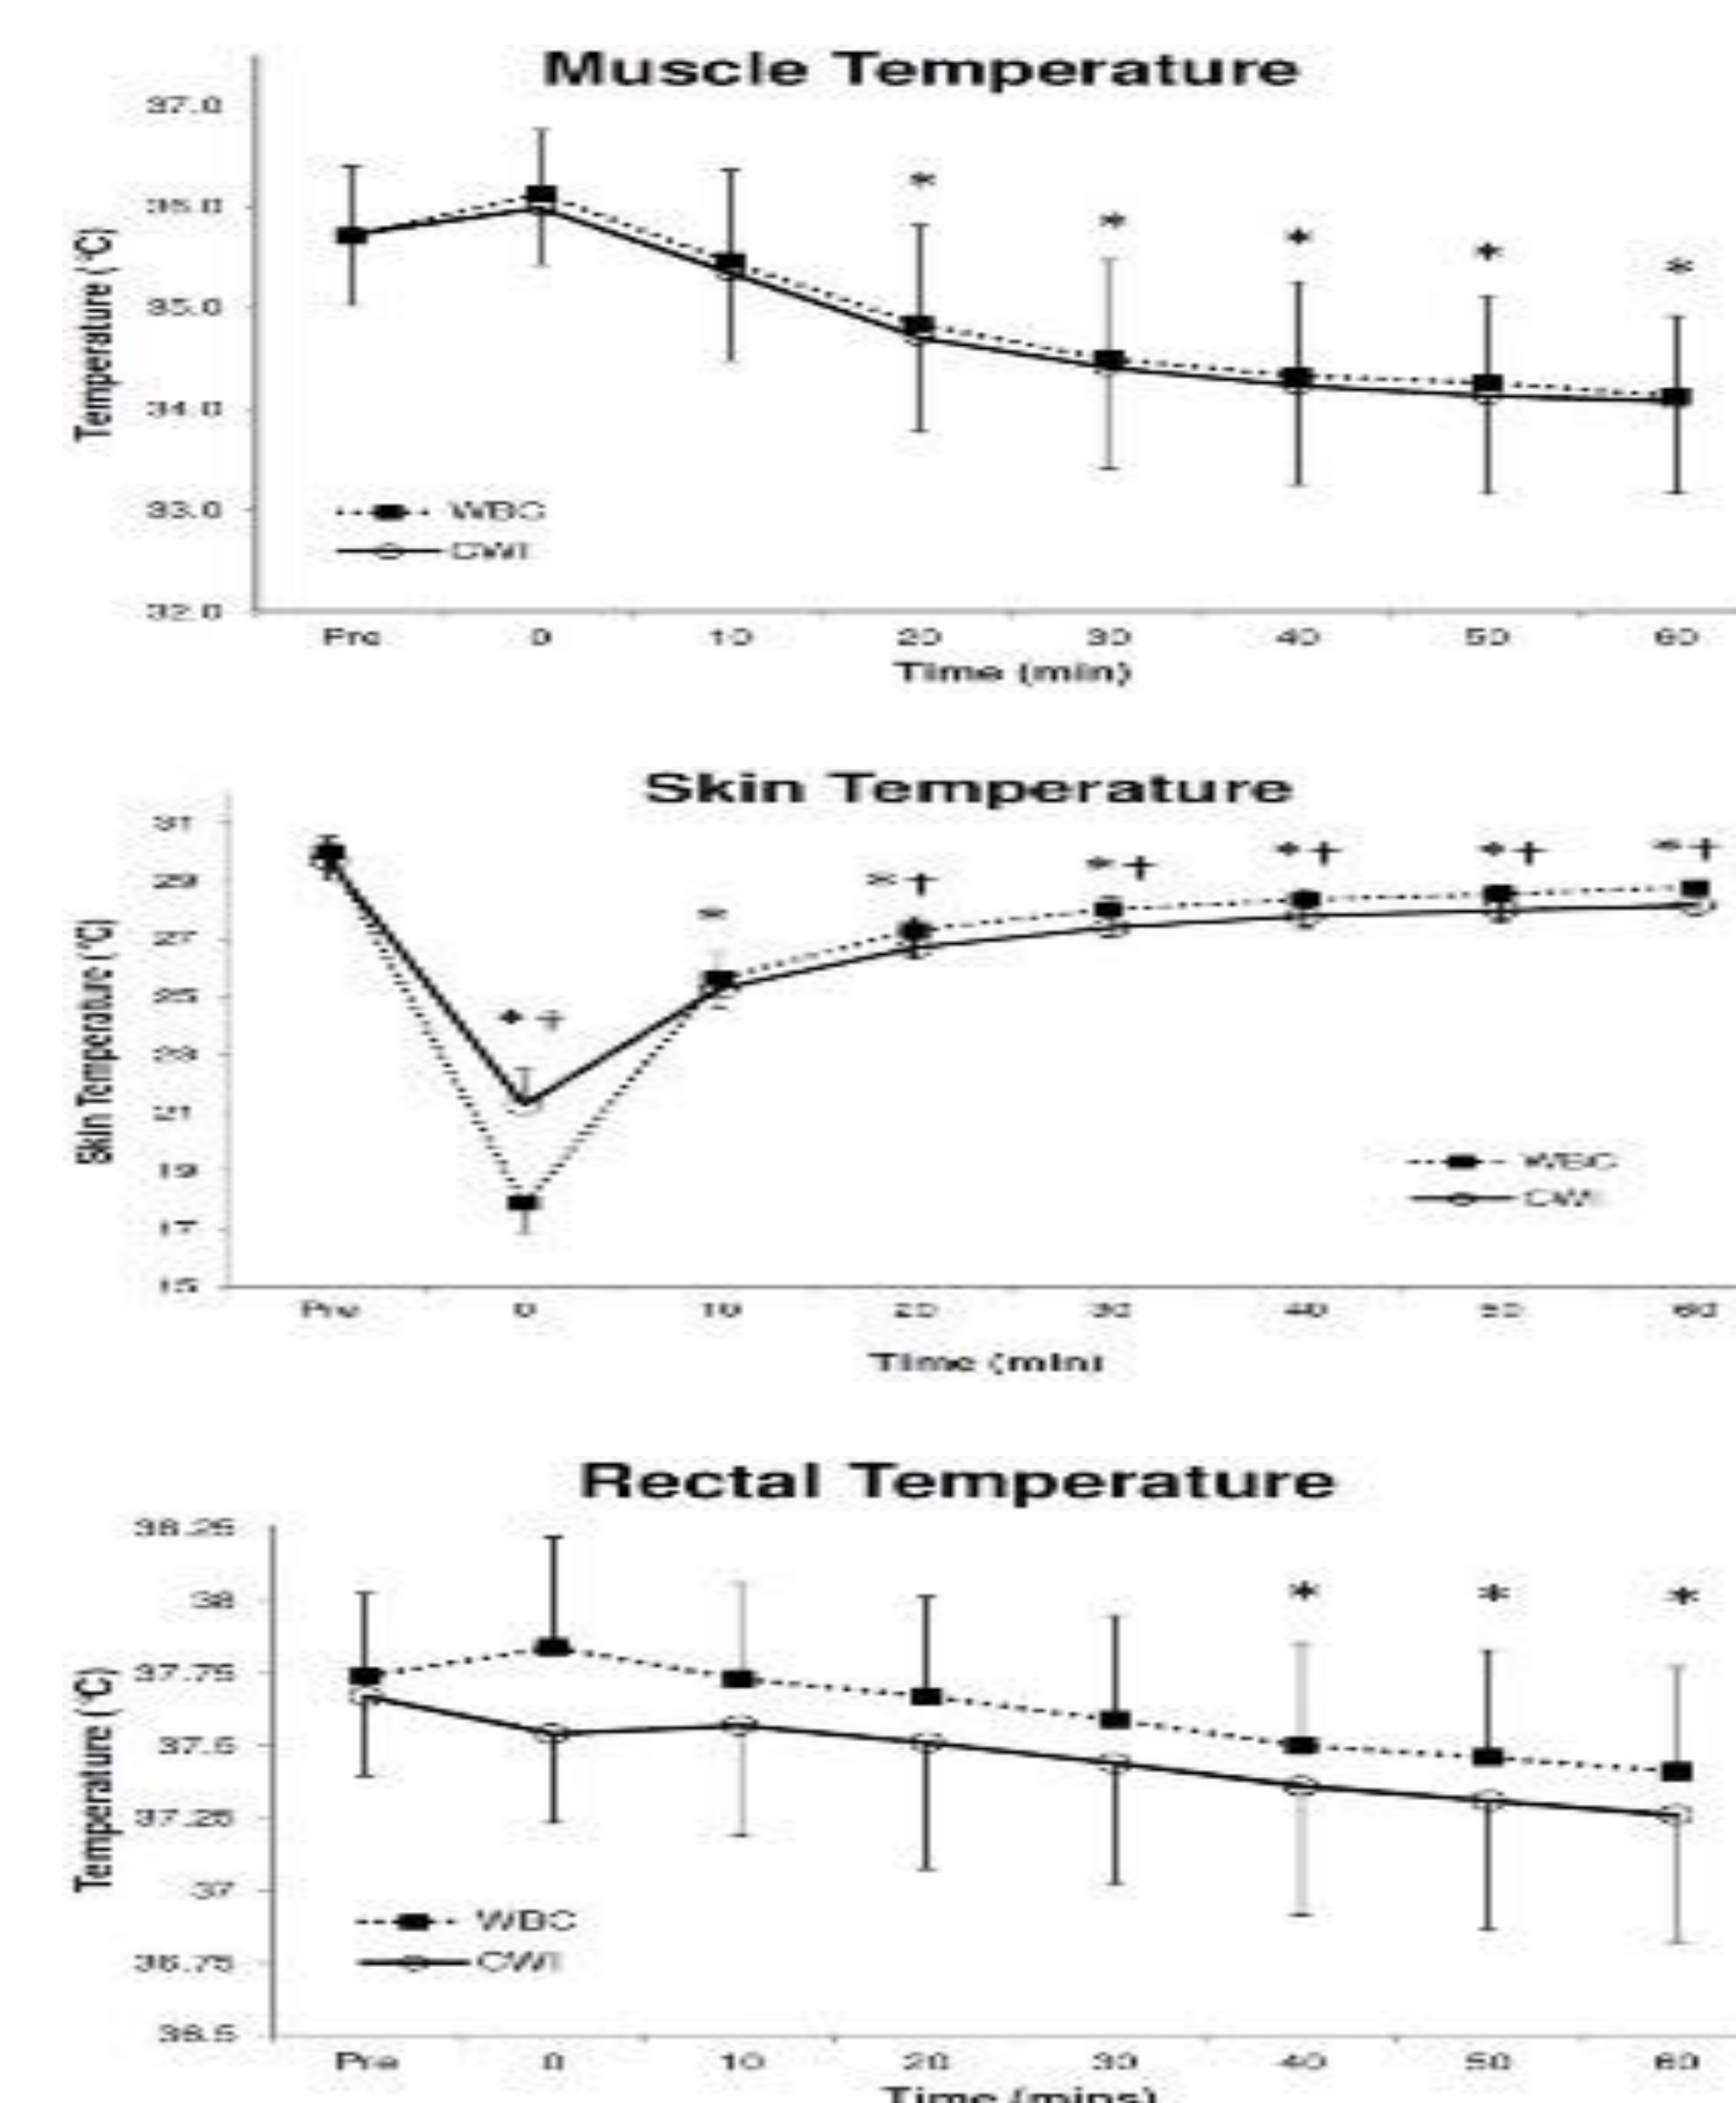 Muscle Temperature
37.0
36.0
35.0
34.0
33.0
32.0
Temperature (°C)
* * * * *
WBC
CWI
Pre 0 10 20 30 40 50 60
Time (min)
Skin Temperature
31
29
27
25
23
21
19
17
15
Skin Temperature (°C)
*† * *† *† *† *† *†
WBC
CWI
Pre 0 10 20 30 40 50 60
Time (min)
Rectal Temperature
38.25
38
37.75
37.5
37.25
37
36.75
36.5
Temperature (°C)
* * *
WBC
CWI
Pre 0 10 20 30 40 50 60
Time (mins)